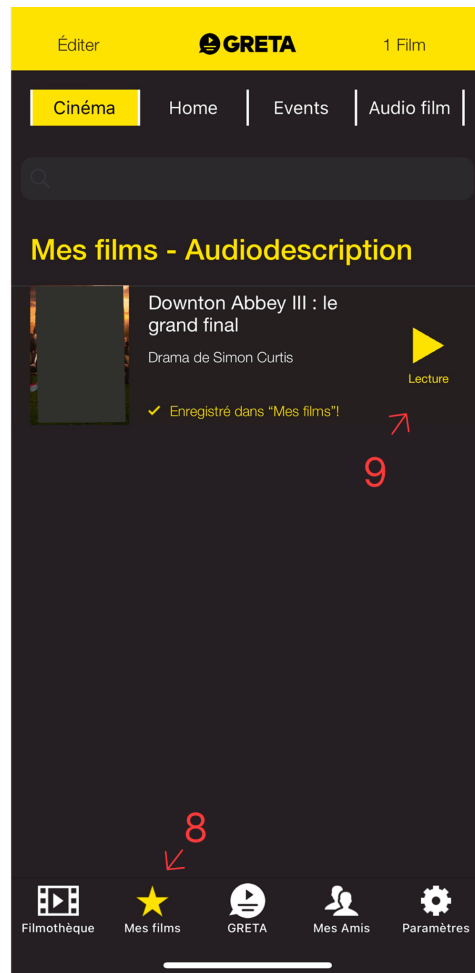 Éditer GRETA 1 Film
Cinéma Home Events Audio film
Mes films - Audiodescription
Downton Abbey III : le
grand final
Drama de Simon Curtis
Lecture
✓ Enregistré dans “Mes films”!
9
8
Filmothèque Mes films GRETA Mes Amis Paramètres